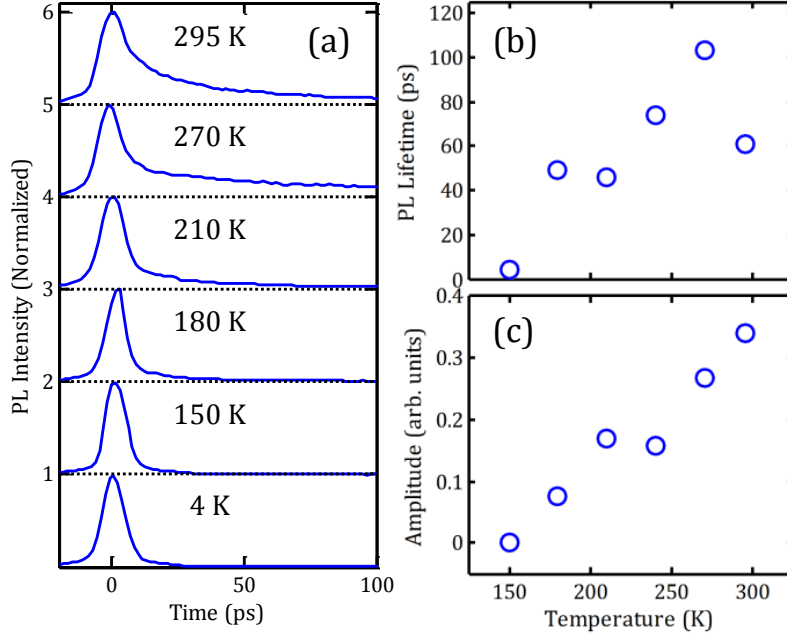 (a)
295 K
270 K
210 K
180 K
150 K
4 K
6
5
4
3
2
1
0
50
100
PL Intensity (Normalized)
Time (ps)
(b)
120
100
80
60
40
20
0
PL Lifetime (ps)
(c)
0.4
0.3
0.2
0.1
0
Amplitude (arb. units)
150
200
250
300
Temperature (K)